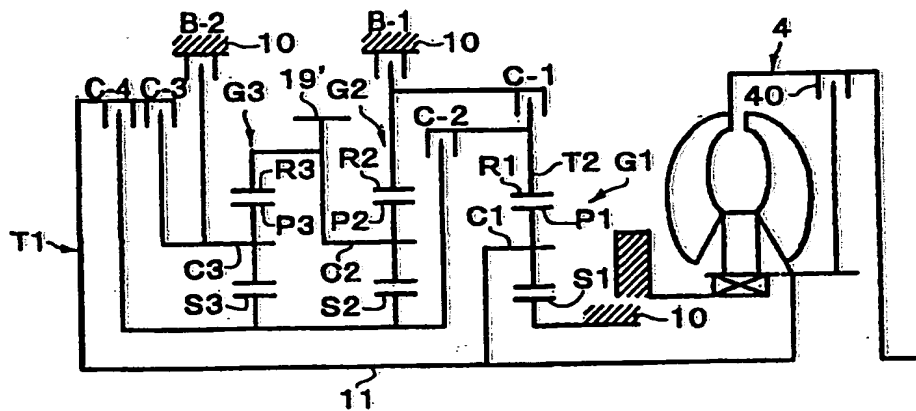 B-2 B-1
10 10 4
C-4 C-3 19' C-1 40
G3 G2 C-2
R3 R2 R1 T2 G1
P3 P2 C1 P1
T1
C3 C2
S3 S2 S1
10
11